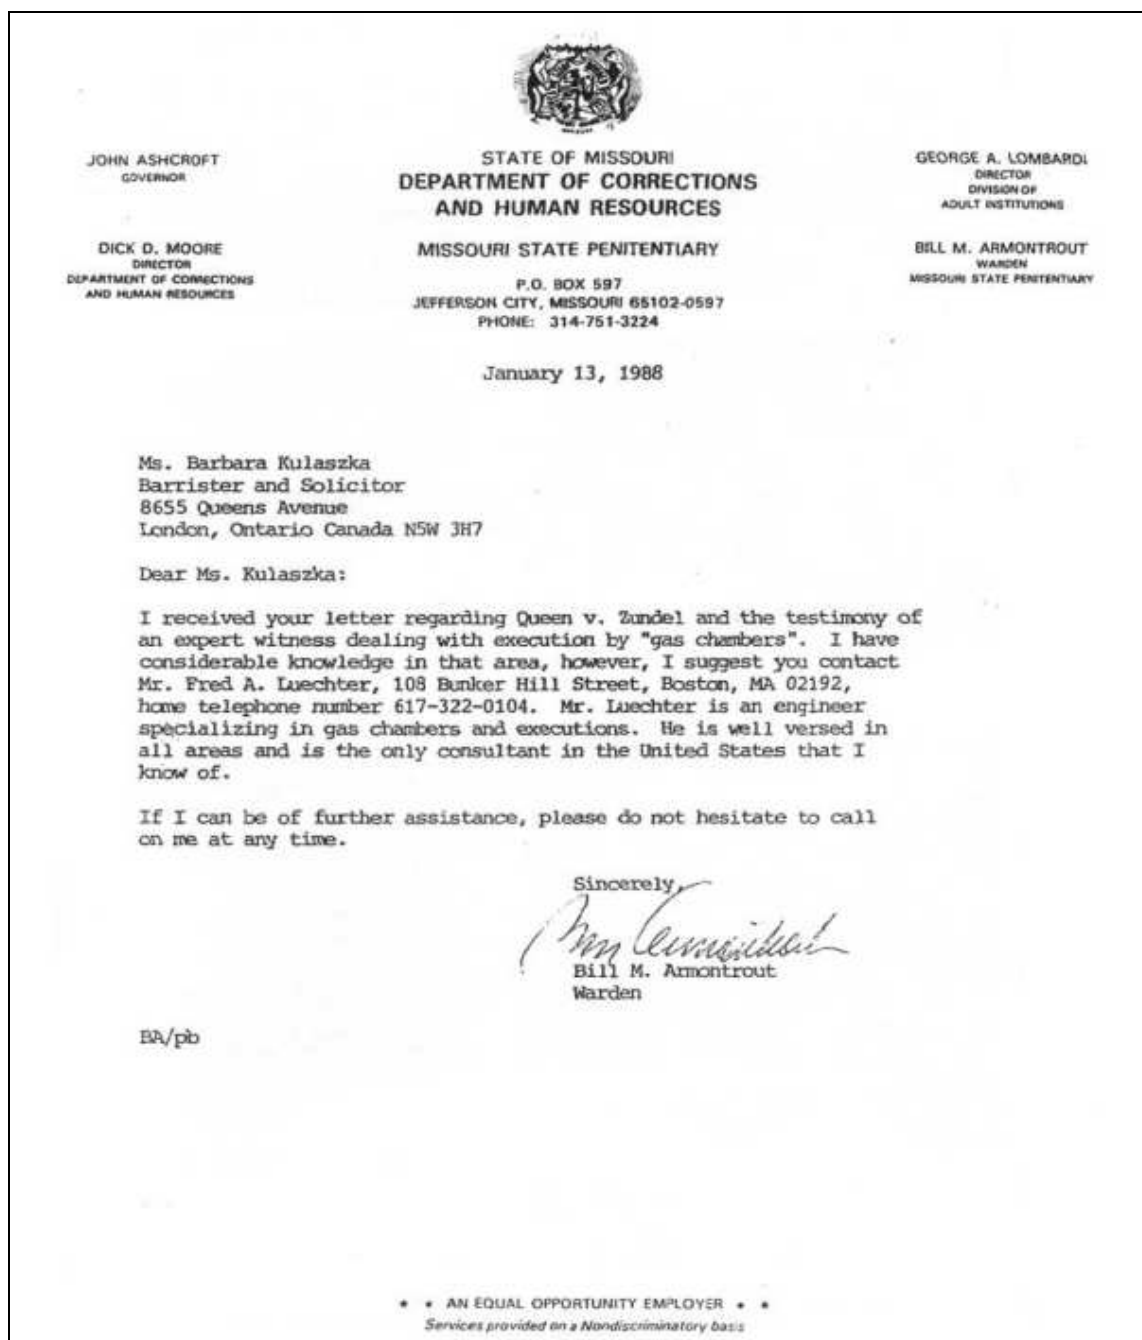 JOHN ASHCROFT
GOVERNOR
DICK D. MOORE
DIRECTOR
DEPARTMENT OF CORRECTIONS
AND HUMAN RESOURCES
STATE OF MISSOURI
DEPARTMENT OF CORRECTIONS
AND HUMAN RESOURCES
MISSOURI STATE PENITENTIARY
P.O. BOX 597
JEFFERSON CITY, MISSOURI 65102-0597
PHONE: 314-751-3224
GEORGE A. LOMBARDI
DIRECTOR
DIVISION OF
ADULT INSTITUTIONS
BILL M. ARMONTROUT
WARDEN
MISSOURI STATE PENITENTIARY
January 13, 1988
Ms. Barbara Kulaszka
Barrister and Solicitor
8655 Queens Avenue
London, Ontario Canada N5W 3H7
Dear Ms. Kulaszka:
I received your letter regarding Queen v. Zundel and the testimony of
an expert witness dealing with execution by "gas chambers". I have
considerable knowledge in that area, however, I suggest you contact
Mr. Fred A. Luechter, 108 Bunker Hill Street, Boston, MA 02192,
home telephone number 617-322-0104. Mr. Luechter is an engineer
specializing in gas chambers and executions. He is well versed in
all areas and is the only consultant in the United States that I
know of.
If I can be of further assistance, please do not hesitate to call
on me at any time.
Sincerely,
Bill M. Armontrout
Warden
BA/pb
* * AN EQUAL OPPORTUNITY EMPLOYER * *
Services provided on a Nondiscriminatory basis